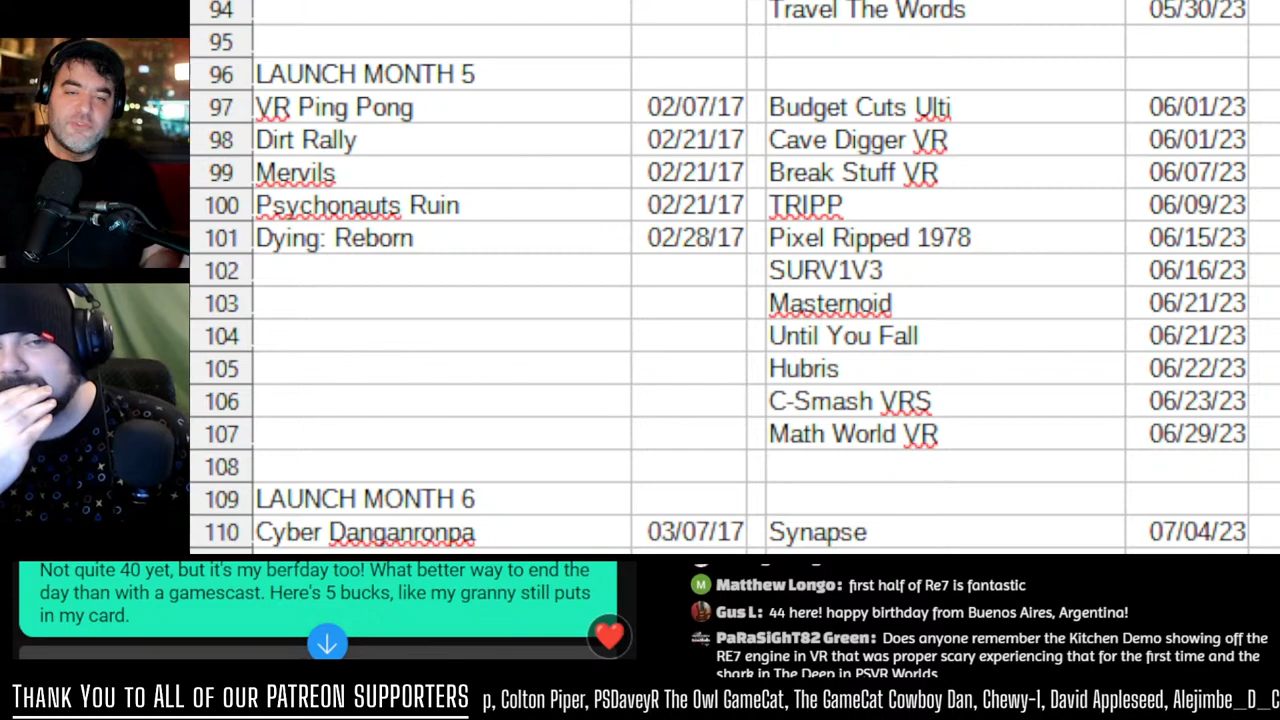 94 Travel The Words 05/30/23
95
96 LAUNCH MONTH 5
97 VR Ping Pong 02/07/17 Budget Cuts Ulti 06/01/23
98 Dirt Rally 02/21/17 Cave Digger VR 06/01/23
99 Mervils 02/21/17 Break Stuff VR 06/07/23
100 Psychonauts Ruin 02/21/17 TRIPP 06/09/23
101 Dying: Reborn 02/28/17 Pixel Ripped 1978 06/15/23
102 SURV1V3 06/16/23
103 Masternoid 06/21/23
104 Until You Fall 06/21/23
105 Hubris 06/22/23
106 C-Smash VRS 06/23/23
107 Math World VR 06/29/23
108
109 LAUNCH MONTH 6
110 Cyber Danganronpa 03/07/17 Synapse 07/04/23
Not quite 40 yet, but it's my berfday too! What better way to end the
day than with a gamescast. Here's 5 bucks, like my granny still puts
in my card.
M Matthew Longo: first half of Re7 is fantastic
Gus L: 44 here! happy birthday from Buenos Aires, Argentina!
PaRaSiGhT82 Green: Does anyone remember the Kitchen Demo showing off the
RE7 engine in VR that was proper scary experiencing that for the first time and the
shark in The Deep in PSVR Worlds
THANK YOU TO ALL OF OUR PATREON SUPPORTERS p, Colton Piper, PSDaveyR The Owl GameCat, The GameCat Cowboy Dan, Chewy-1, David Appleseed, Alejimbe_D_C